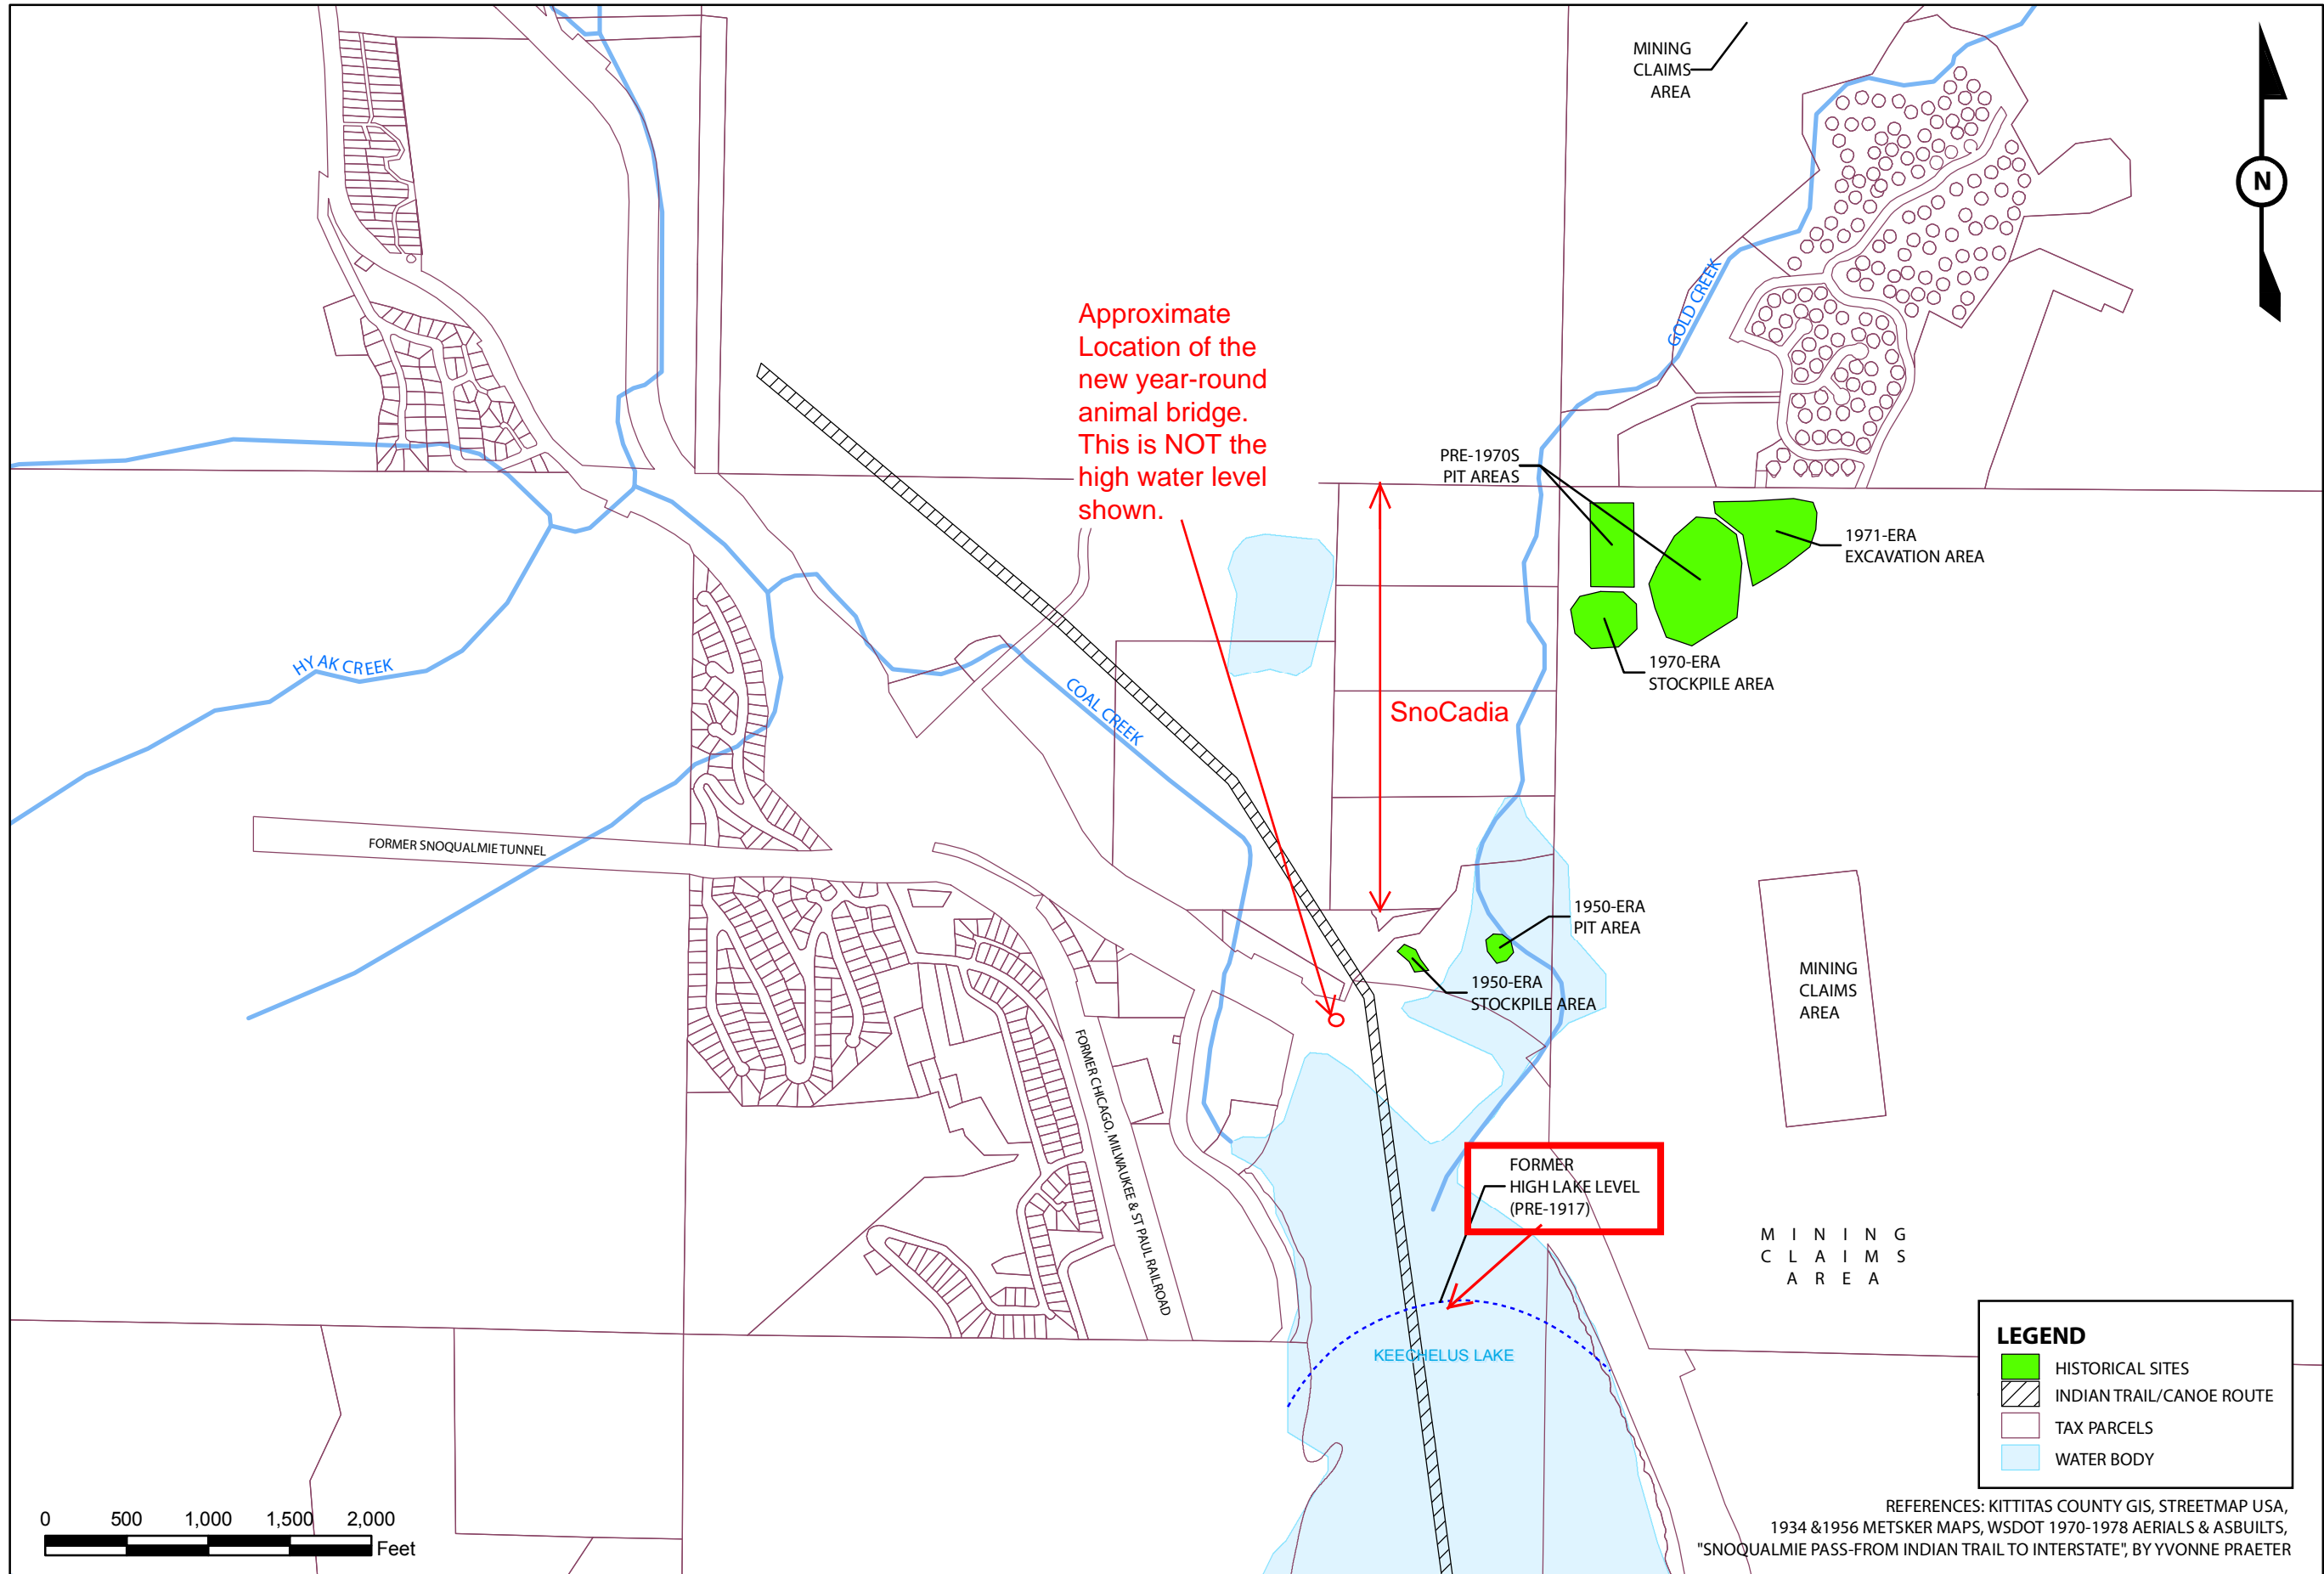 MINING
CLAIMS
AREA
N
GOLD CREEK
Approximate
Location of the
new year-round
animal bridge.
This is NOT the
high water level
shown.
PRE-1970S
PIT AREAS
1971-ERA
EXCAVATION AREA
1970-ERA
STOCKPILE AREA
HYAK CREEK
COAL CREEK
SnoCadia
FORMER SNOQUALMIE TUNNEL
1950-ERA
PIT AREA
1950-ERA
STOCKPILE AREA
MINING
CLAIMS
AREA
FORMER CHICAGO, MILWAUKEE & ST PAUL RAILROAD
FORMER
HIGH LAKE LEVEL
(PRE-1917)
MINING
CLAIMS
AREA
KEECHELUS LAKE
LEGEND
HISTORICAL SITES
INDIAN TRAIL/CANOE ROUTE
TAX PARCELS
WATER BODY
0 500 1,000 1,500 2,000
Feet
REFERENCES: KITTITAS COUNTY GIS, STREETMAP USA,
1934 &1956 METSKER MAPS, WSDOT 1970-1978 AERIALS & ASBUILTS,
"SNOQUALMIE PASS-FROM INDIAN TRAIL TO INTERSTATE", BY YVONNE PRAETER